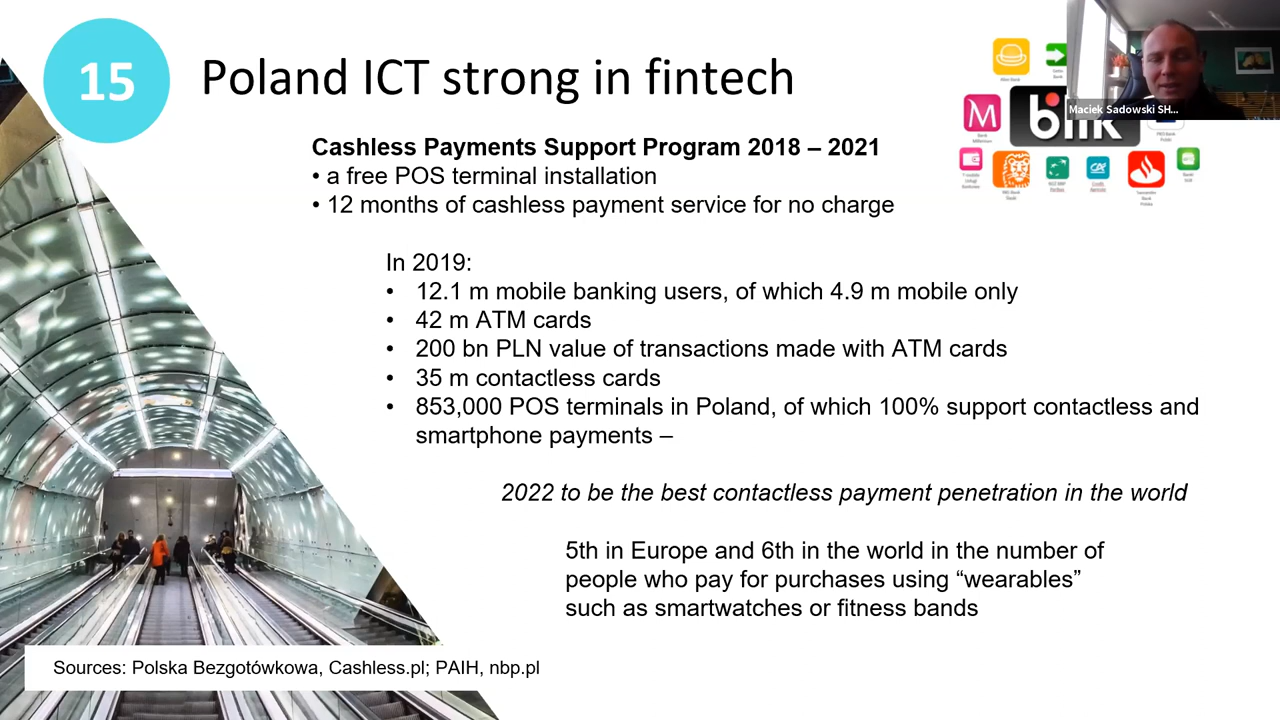 15
Poland ICT strong in fintech
Maciek Sadowski SH...
blik
Cashless Payments Support Program 2018 – 2021
• a free POS terminal installation
• 12 months of cashless payment service for no charge
In 2019:
• 12.1 m mobile banking users, of which 4.9 m mobile only
• 42 m ATM cards
• 200 bn PLN value of transactions made with ATM cards
• 35 m contactless cards
• 853,000 POS terminals in Poland, of which 100% support contactless and
smartphone payments –
2022 to be the best contactless payment penetration in the world
5th in Europe and 6th in the world in the number of
people who pay for purchases using “wearables”
such as smartwatches or fitness bands
Sources: Polska Bezgotówkowa, Cashless.pl; PAIH, nbp.pl